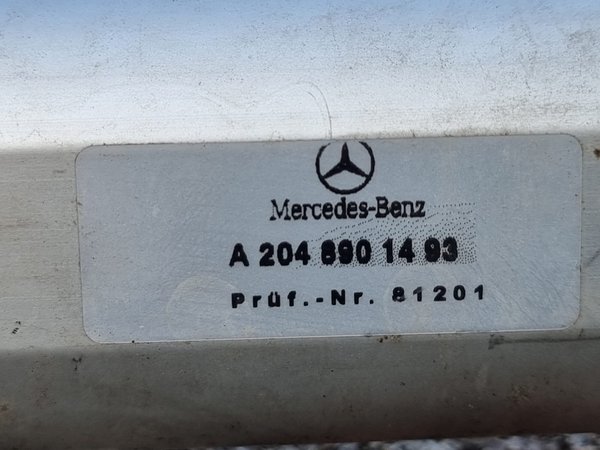 Mercedes-Benz
A 204 890 14 93
Prüf.-Nr. 81201